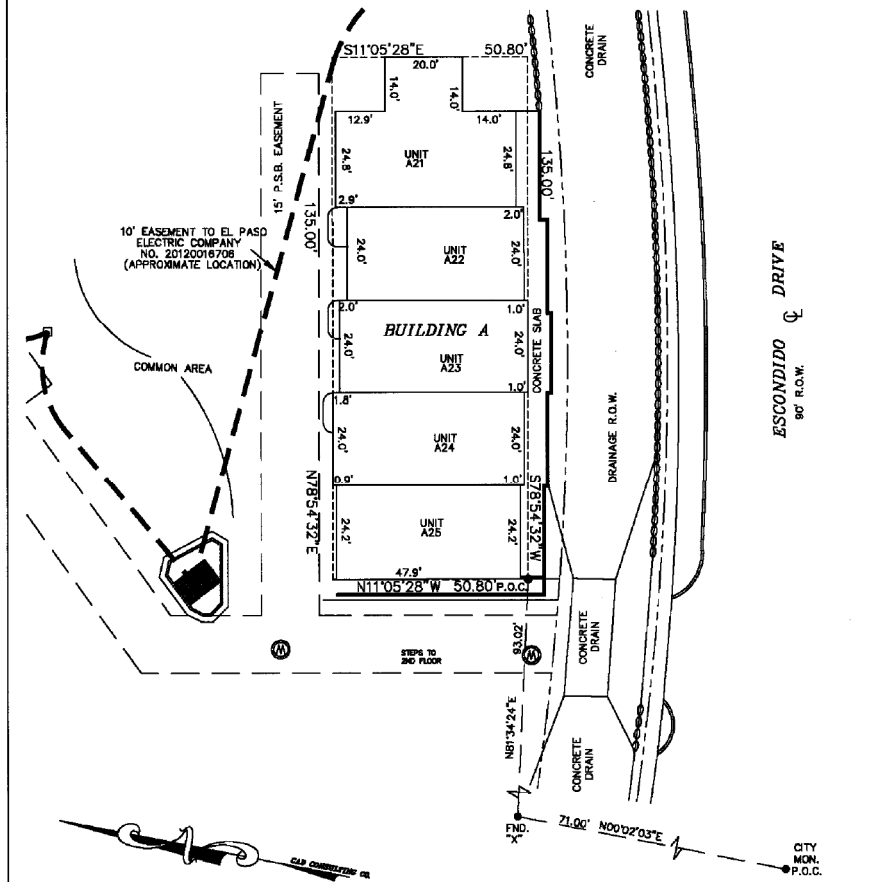 CONCRETE
DRAIN
S11°05'28"E 50.80'
20.0'
14.0'
14.0'
12.9'
14.0'
15' P.S.B. EASEMENT
24.8'
UNIT
A21
24.8'
135.00'
135.00'
2.9'
2.0'
10' EASEMENT TO EL PASO
ELECTRIC COMPANY
NO. 20120016706
(APPROXIMATE LOCATION)
24.0'
UNIT
A22
24.0'
2.0'
1.0'
BUILDING A
24.0'
UNIT
A23
24.0'
CONCRETE SLAB
COMMON AREA
1.0'
1.8'
24.0'
UNIT
A24
24.0'
0.9'
1.0'
N78°54'32"E
S78°54'32"W
24.2'
UNIT
A25
24.2'
47.9'
N11°05'28"W 50.80' P.O.C.
DRAINAGE R.O.W.
ESCONDIDO ℄ DRIVE
90' R.O.W.
W
STEPS TO
2ND FLOOR
W
93.02'
N81°34'24"E
CONCRETE
DRAIN
CONCRETE
DRAIN
FND.
"X"
71.00' N00°02'03"E
CITY
MON.
P.O.C.
N
CAD CONSULTING CO.